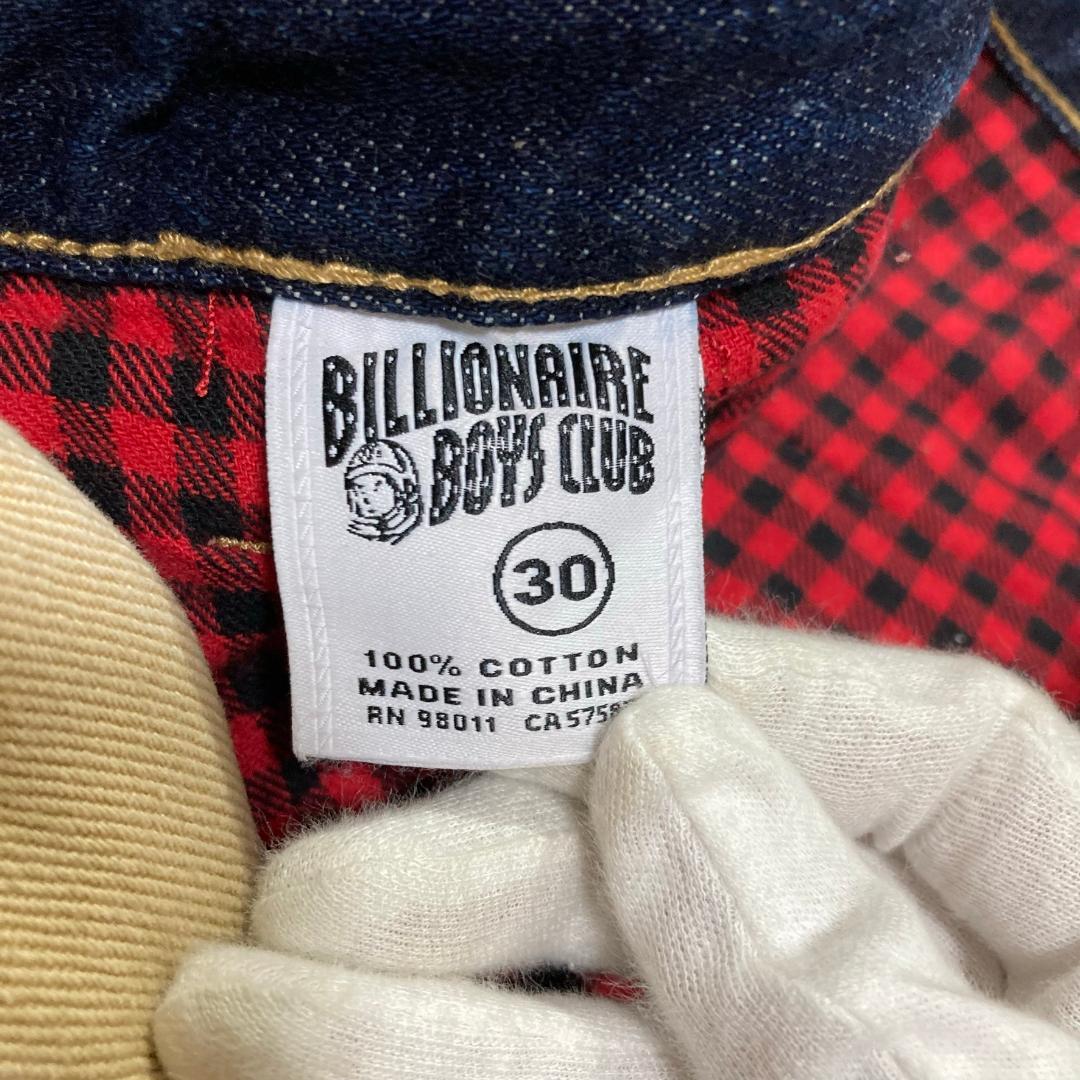 BILLIONAIRE
BOYS CLUB
30
100% COTTON
MADE IN CHINA
RN 98011